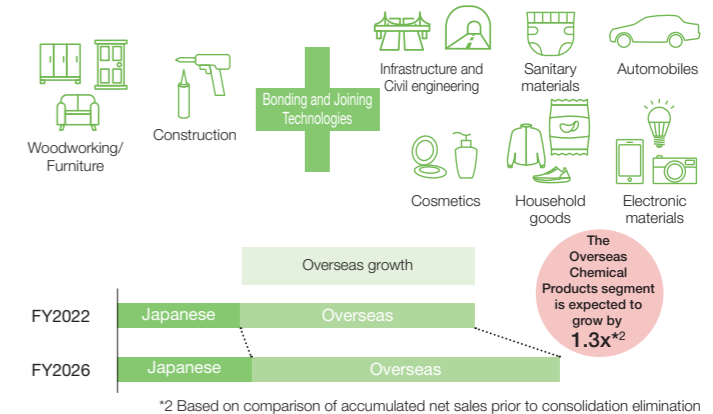 Woodworking/
Furniture
Construction
Bonding and Joining
Technologies
Infrastructure and
Civil engineering
Sanitary
materials
Automobiles
Cosmetics
Household
goods
Electronic
materials
Overseas growth
The
Overseas
Chemical
Products segment
is expected to
grow by
1.3x*2
FY2022
Japanese
Overseas
FY2026
Japanese
Overseas
*2 Based on comparison of accumulated net sales prior to consolidation elimination